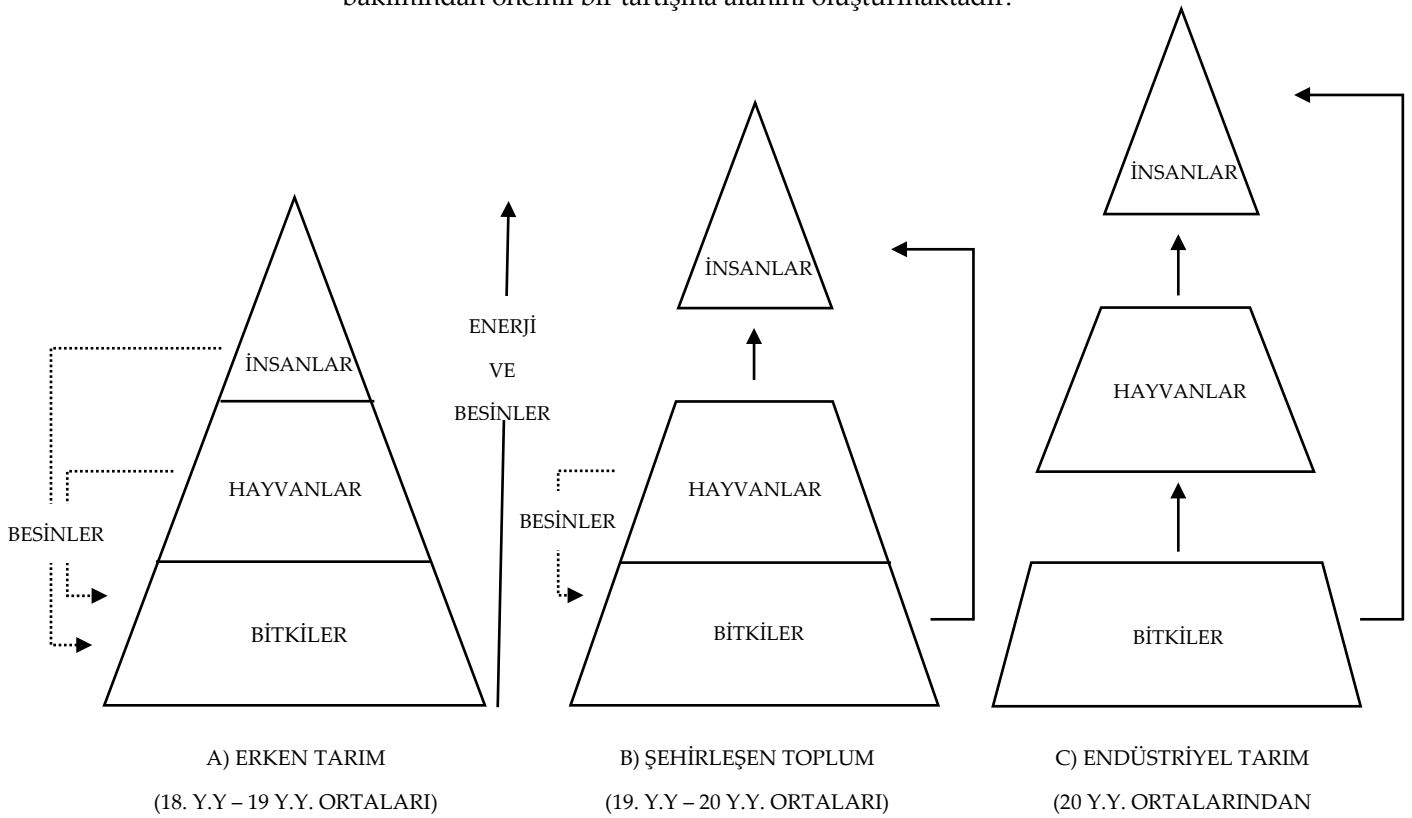 bakımından önemli bir tartışma alanını oluşturmaktadır.
İNSANLAR
HAYVANLAR
BİTKİLER
BESİNLER
ENERJİ
VE
BESİNLER
A) ERKEN TARIM
(18. Y.Y – 19 Y.Y. ORTALARI)
İNSANLAR
HAYVANLAR
BİTKİLER
BESİNLER
B) ŞEHİRLEŞEN TOPLUM
(19. Y.Y – 20 Y.Y. ORTALARI)
İNSANLAR
HAYVANLAR
BİTKİLER
C) ENDÜSTRİYEL TARIM
(20 Y.Y. ORTALARINDAN